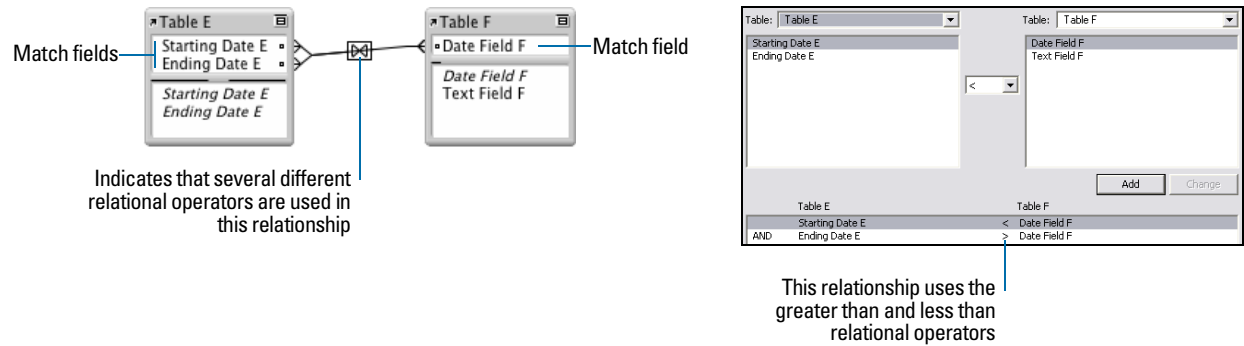 Table E
Starting Date E
Ending Date E
Starting Date E
Ending Date E
Match fields
Table F
Date Field F
Date Field F
Text Field F
Match field
Indicates that several different
relational operators are used in
this relationship
Table: Table E
Starting Date E
Ending Date E
<
Table: Table F
Date Field F
Text Field F
Add Change
Table E Table F
Starting Date E < Date Field F
AND Ending Date E > Date Field F
This relationship uses the
greater than and less than
relational operators